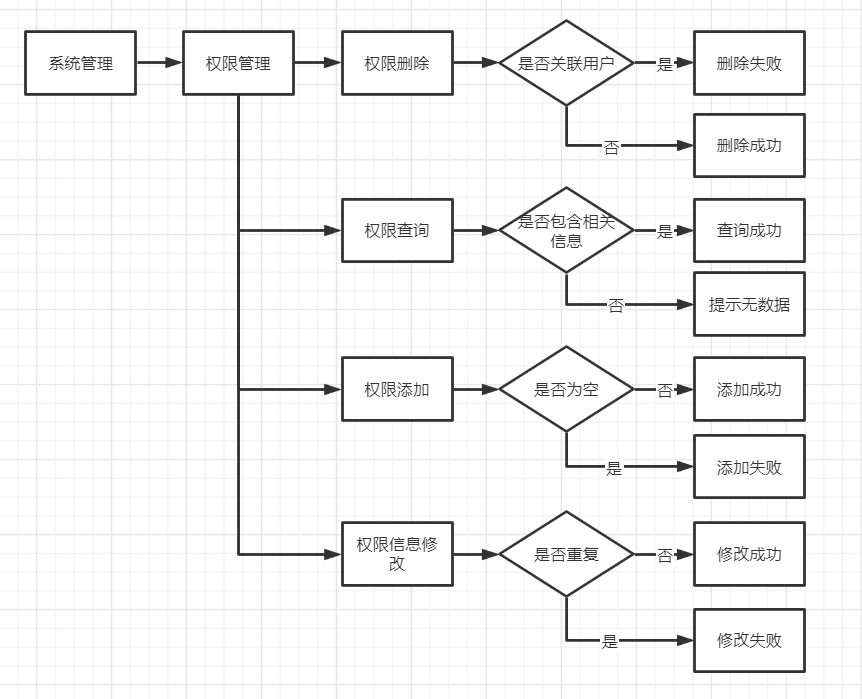 系统管理
权限管理
权限删除
是否关联用户
是
删除失败
否
删除成功
权限查询
是否包含相关
信息
是
查询成功
否
提示无数据
权限添加
是否为空
否
添加成功
是
添加失败
权限信息修
改
是否重复
否
修改成功
是
修改失败